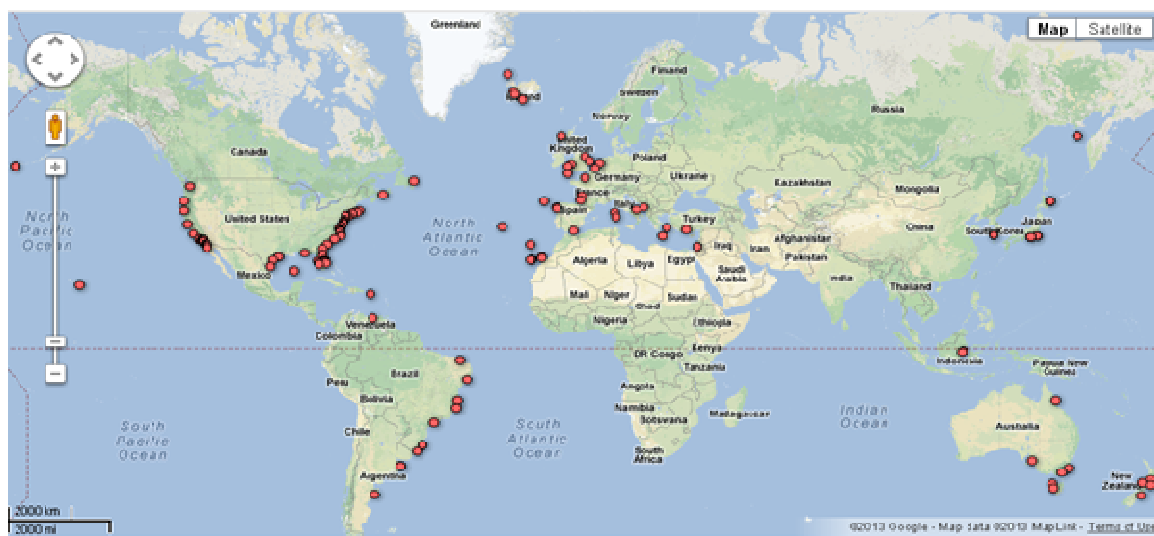 Greenland
Map
Satellite
Finland
Sweden
Russia
Norway
United
Kingdom
Canada
Poland
Germany
Ukraine
Kazakhstan
Mongolia
France
North
Pacific
Ocean
United States
North
Atlantic
Ocean
Spain
Italy
Turkey
China
South Korea
Japan
Iraq
Iran
Afghanistan
Pakistan
Mexico
Algeria
Libya
Egypt
Saudi
Arabia
India
Mali
Niger
Chad
Sudan
Thailand
Nigeria
Ethiopia
Venezuela
Colombia
DR Congo
Kenya
Tanzania
Indonesia
Papua New
Guinea
Peru
Brazil
Bolivia
Angola
Namibia
Botswana
Madagascar
Indian
Ocean
South
Pacific
Ocean
Chile
South
Atlantic
Ocean
South
Africa
Australia
Argentina
New
Zealand
2000 km
2000 mi
©2013 Google - Map data ©2013 MapLink - Terms of Use